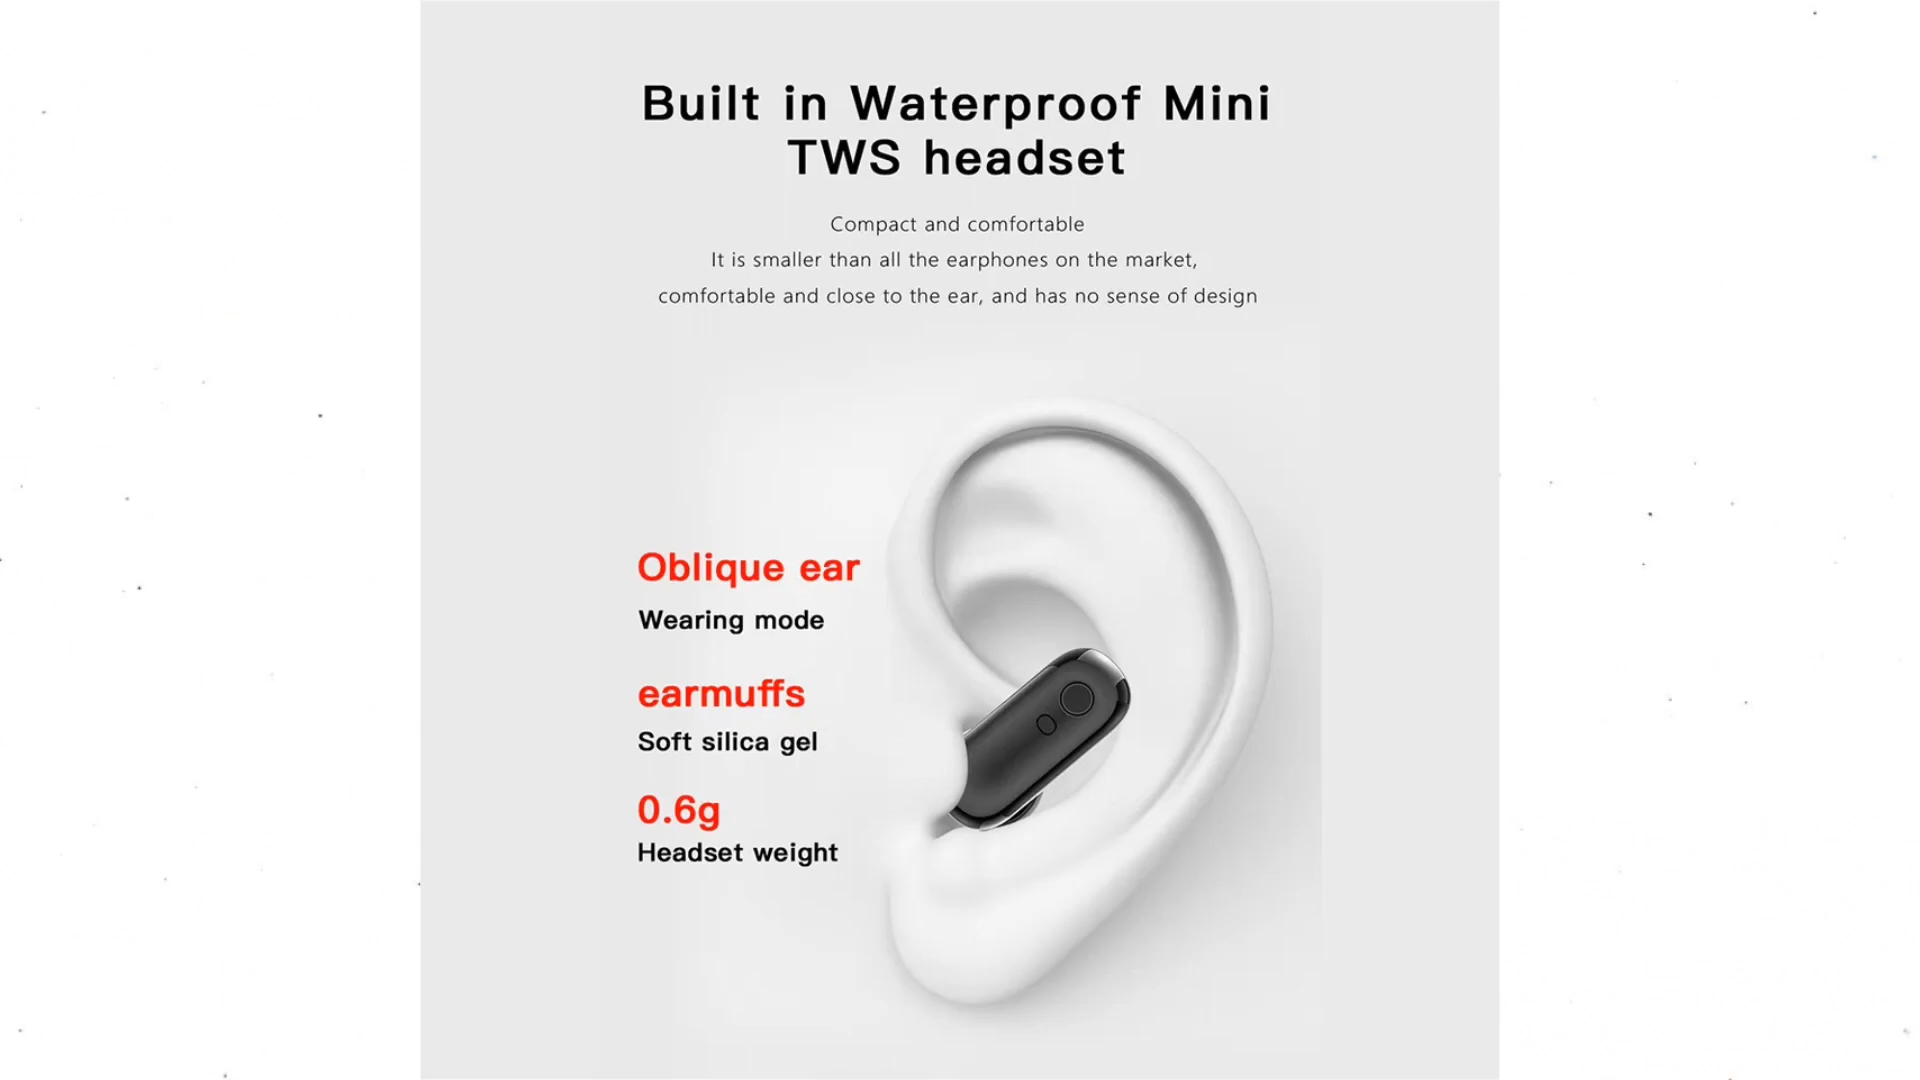 Built in Waterproof Mini
TWS headset
Compact and comfortable
It is smaller than all the earphones on the market,
comfortable and close to the ear, and has no sense of design
Oblique ear
Wearing mode
earmuffs
Soft silica gel
0.6g
Headset weight